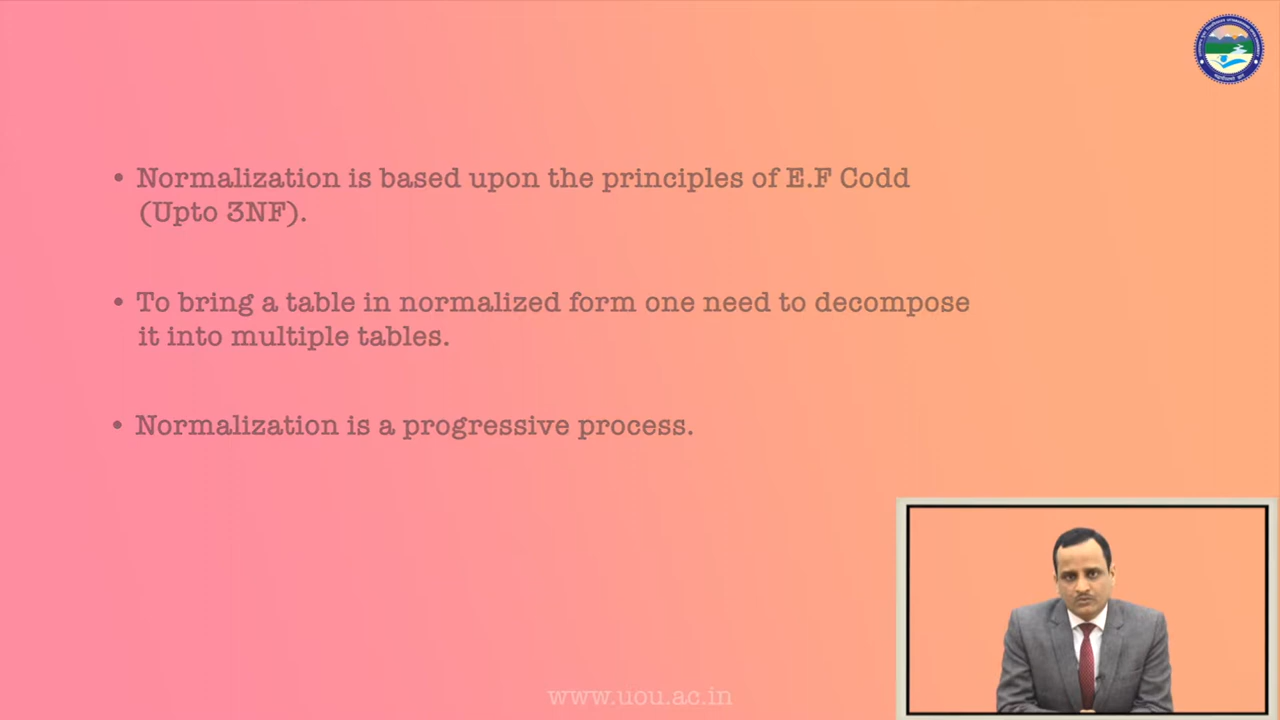 • Normalization is based upon the principles of E.F Codd
(Upto 3NF).
• To bring a table in normalized form one need to decompose
it into multiple tables.
• Normalization is a progressive process.
www.uou.ac.in